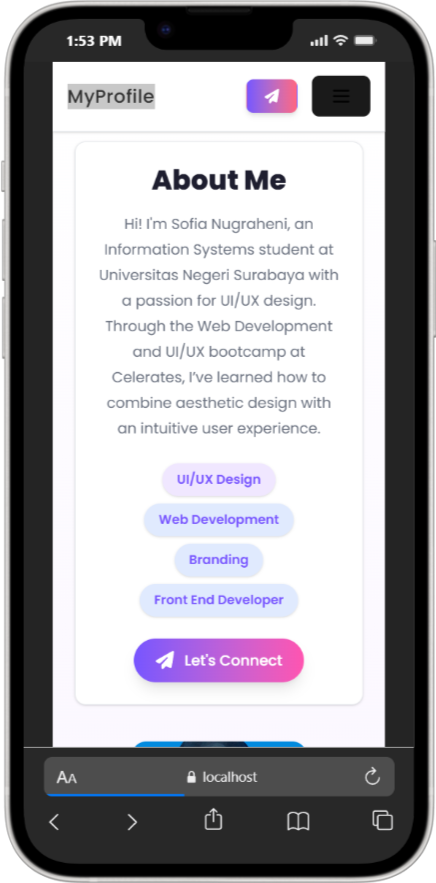 1:53 PM
MyProfile
About Me
Hi! I'm Sofia Nugraheni, an
Information Systems student at
Universitas Negeri Surabaya with
a passion for UI/UX design.
Through the Web Development
and UI/UX bootcamp at
Celerates, I've learned how to
combine aesthetic design with
an intuitive user experience.
UI/UX Design
Web Development
Branding
Front End Developer
Let's Connect
AA
localhost